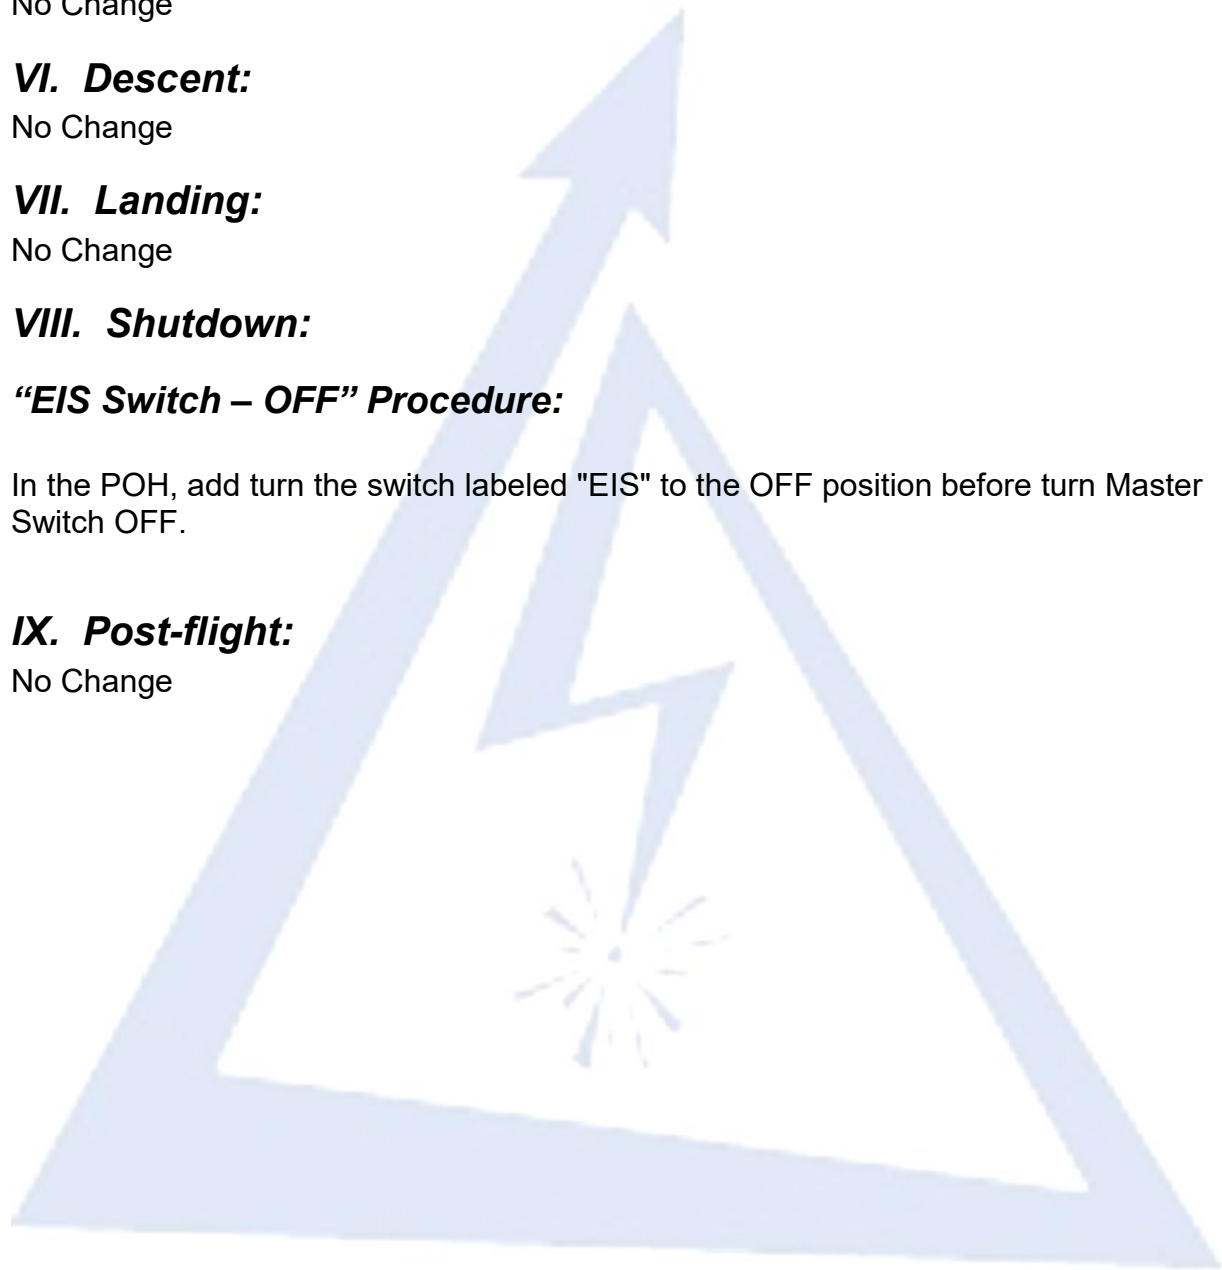 No Change
VI. Descent:
No Change
VII. Landing:
No Change
VIII. Shutdown:
“EIS Switch – OFF” Procedure:
In the POH, add turn the switch labeled "EIS" to the OFF position before turn Master
Switch OFF.
IX. Post-flight:
No Change